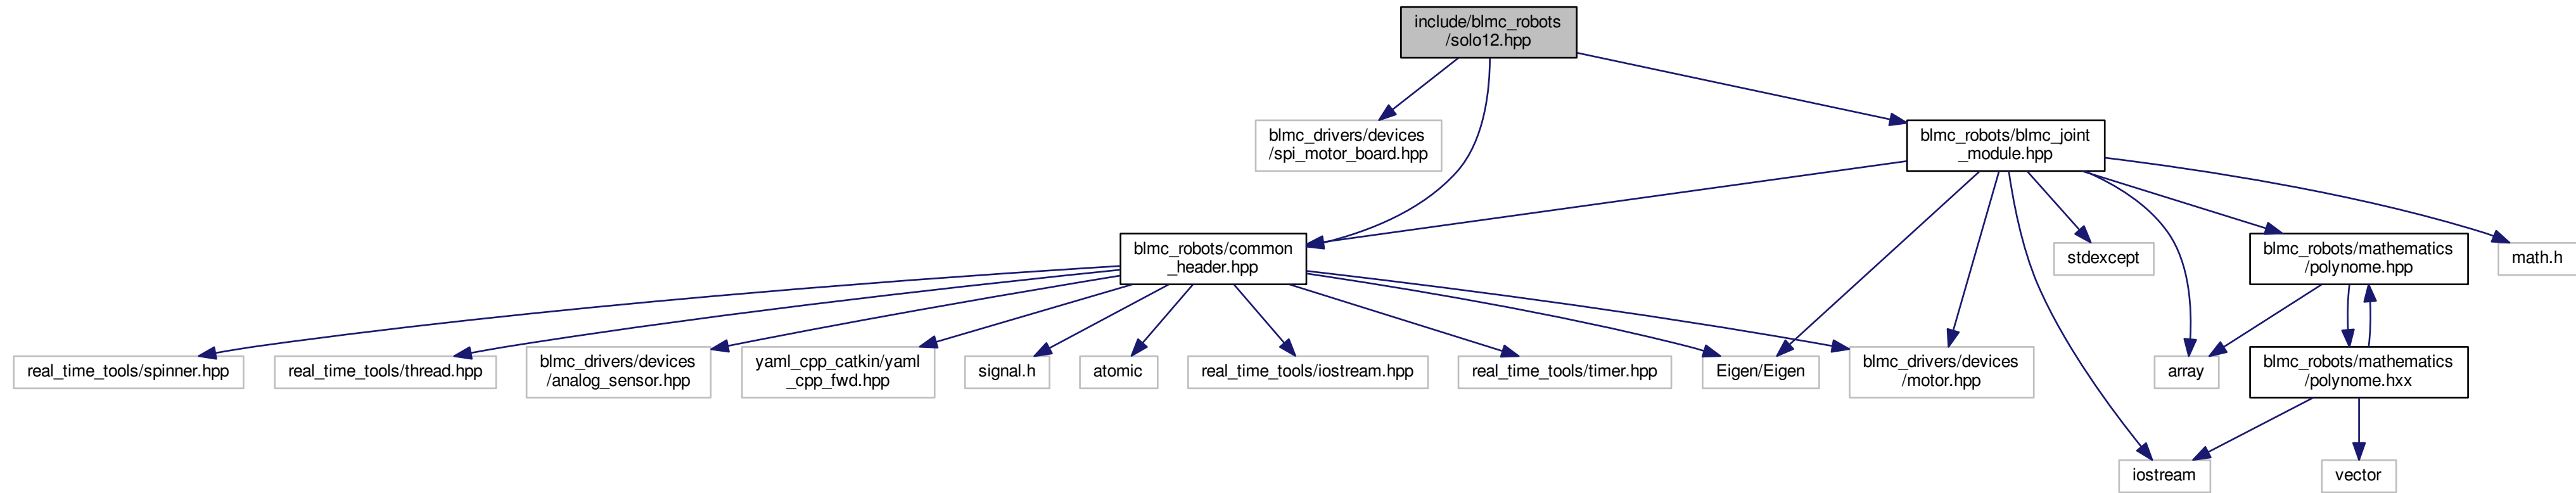 include/blmc_robots
/solo12.hpp
blmc_drivers/devices
/spi_motor_board.hpp
blmc_robots/blmc_joint
_module.hpp
blmc_robots/common
_header.hpp
stdexcept
blmc_robots/mathematics
/polynome.hpp
math.h
real_time_tools/spinner.hpp
real_time_tools/thread.hpp
blmc_drivers/devices
/analog_sensor.hpp
yaml_cpp_catkin/yaml
_cpp_fwd.hpp
signal.h
atomic
real_time_tools/iostream.hpp
real_time_tools/timer.hpp
Eigen/Eigen
blmc_drivers/devices
/motor.hpp
array
blmc_robots/mathematics
/polynome.hxx
iostream
vector